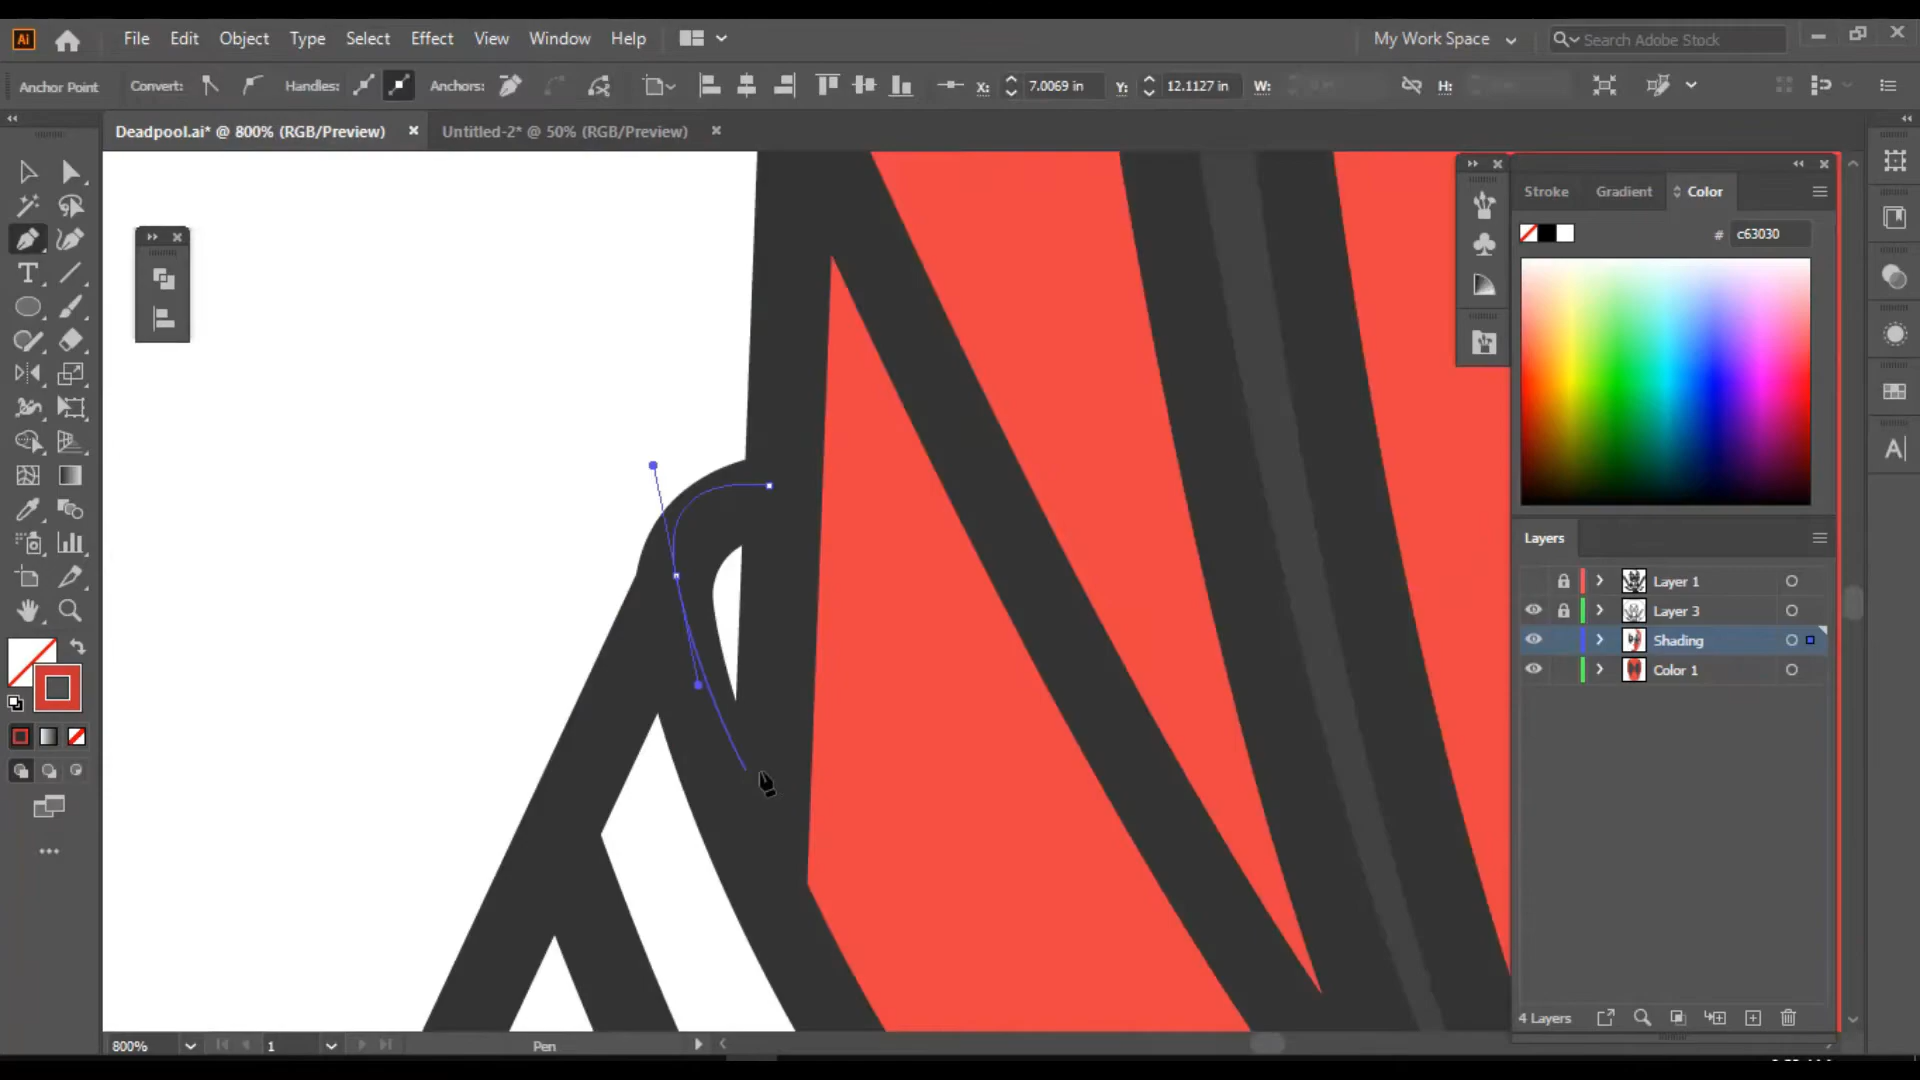 Ai File Edit Object Type Select Effect View Window Help My Work Space Search Adobe Stock
Anchor Point Convert: Handles: Anchors: X: 7.0069 in Y: 12.1127 in W: H:
Deadpool.ai* @ 800% (RGB/Preview) × Untitled-2* @ 50% (RGB/Preview) ×
Stroke Gradient Color
# c63030
Layers
Layer 1
Layer 3
Shading
Color 1
4 Layers
800% 1 Pen